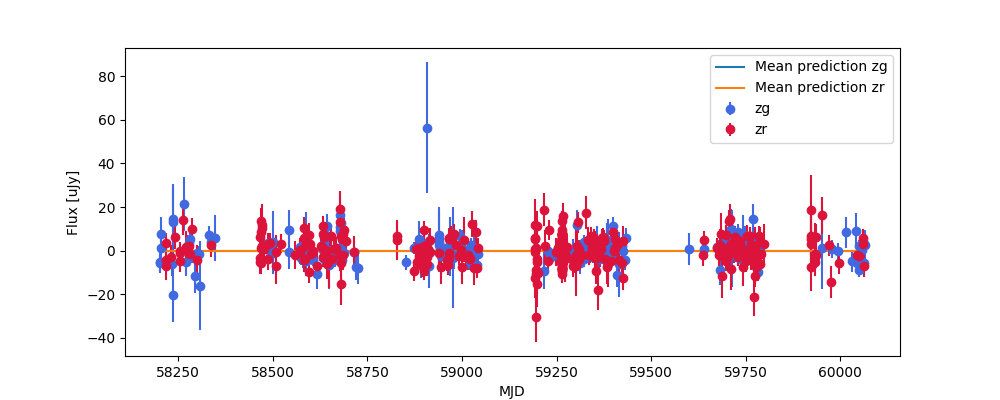 Mean prediction zg
Mean prediction zr
zg
zr
Flux [uJy]
80
60
40
20
0
−20
−40
58250
58500
58750
59000
59250
59500
59750
60000
MJD